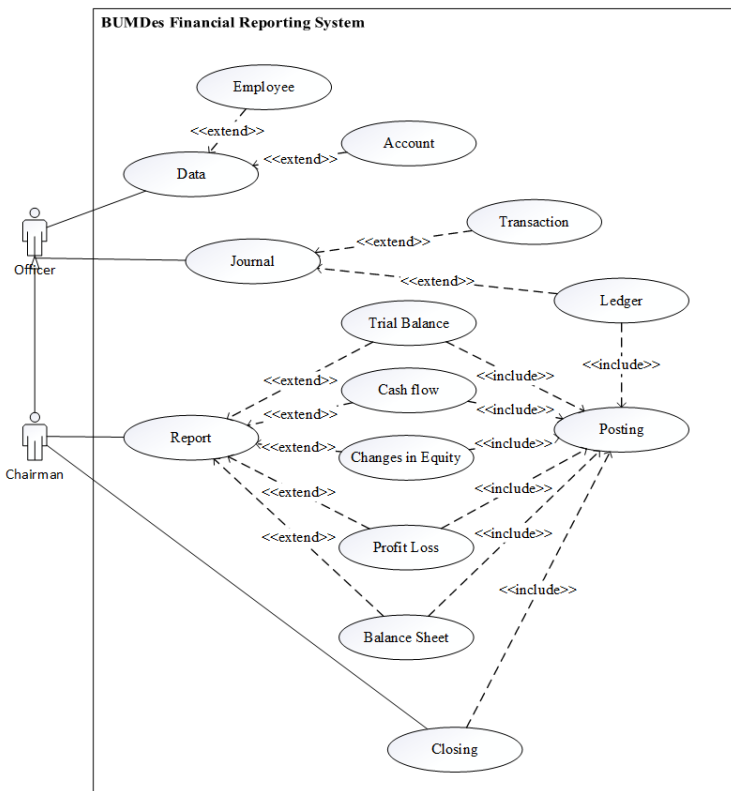 BUMDes Financial Reporting System
Employee
<<extend>>
Account
<<extend>>
Data
Transaction
<<extend>>
Officer
Journal
<<extend>>
Ledger
Trial Balance
<<include>>
<<extend>>
<<include>>
Cash flow
<<extend>>
<<include>>
Chairman
Report
<<extend>>
Changes in Equity
<<include>>
Posting
<<extend>>
<<include>>
Profit Loss
<<extend>>
<<include>>
<<include>>
Balance Sheet
Closing